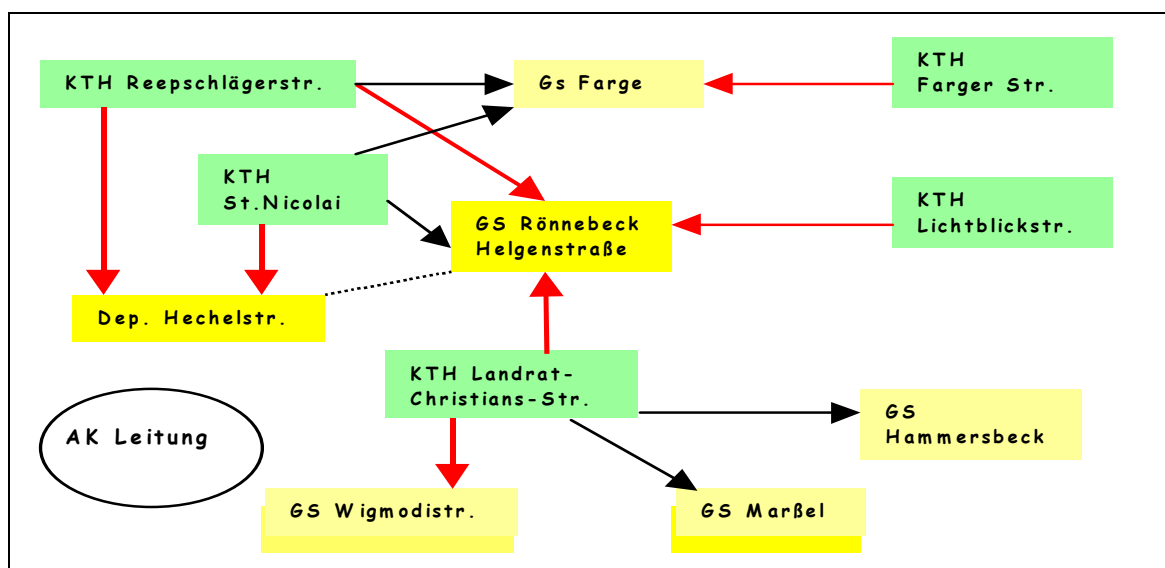 KTH Reepschlägerstr.
Gs Farge
KTH
Farger Str.
KTH
St.Nicolai
GS Rönnebeck
Helgenstraße
KTH
Lichtblickstr.
Dep. Hechelstr.
KTH Landrat-
Christians-Str.
GS
Hammersbeck
AK Leitung
GS Wigmodistr.
GS Marßel